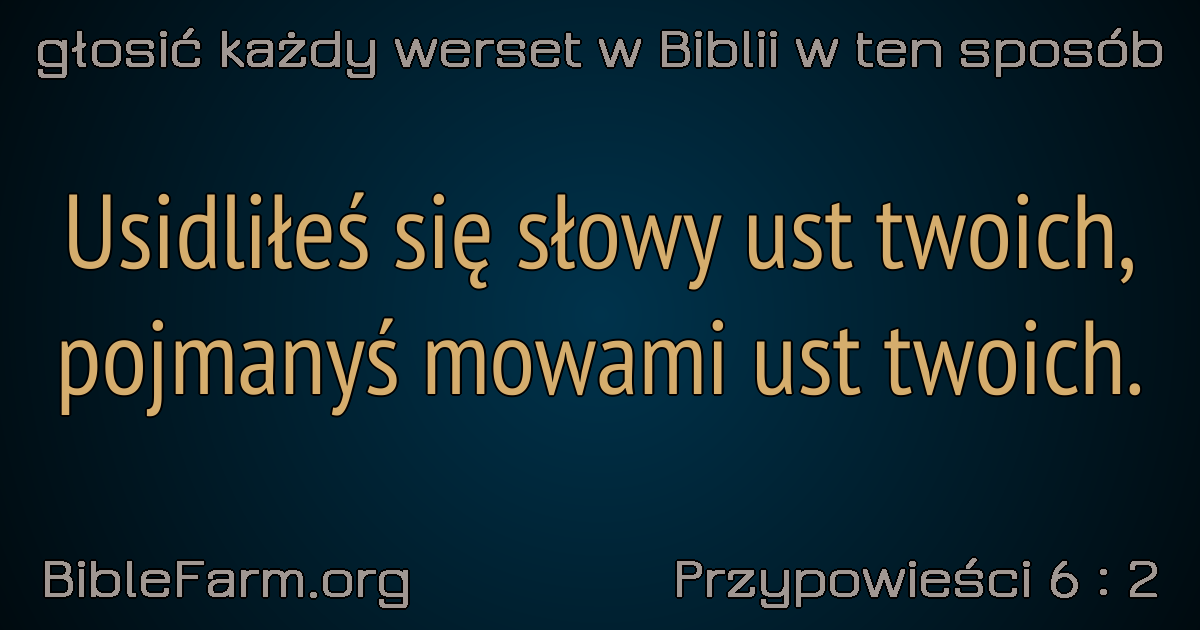 głosić każdy werset w Biblii w ten sposób
Usidliłeś się słowy ust twoich,
pojmanyś mowami ust twoich.
BibleFarm.org
Przypowieści 6 : 2